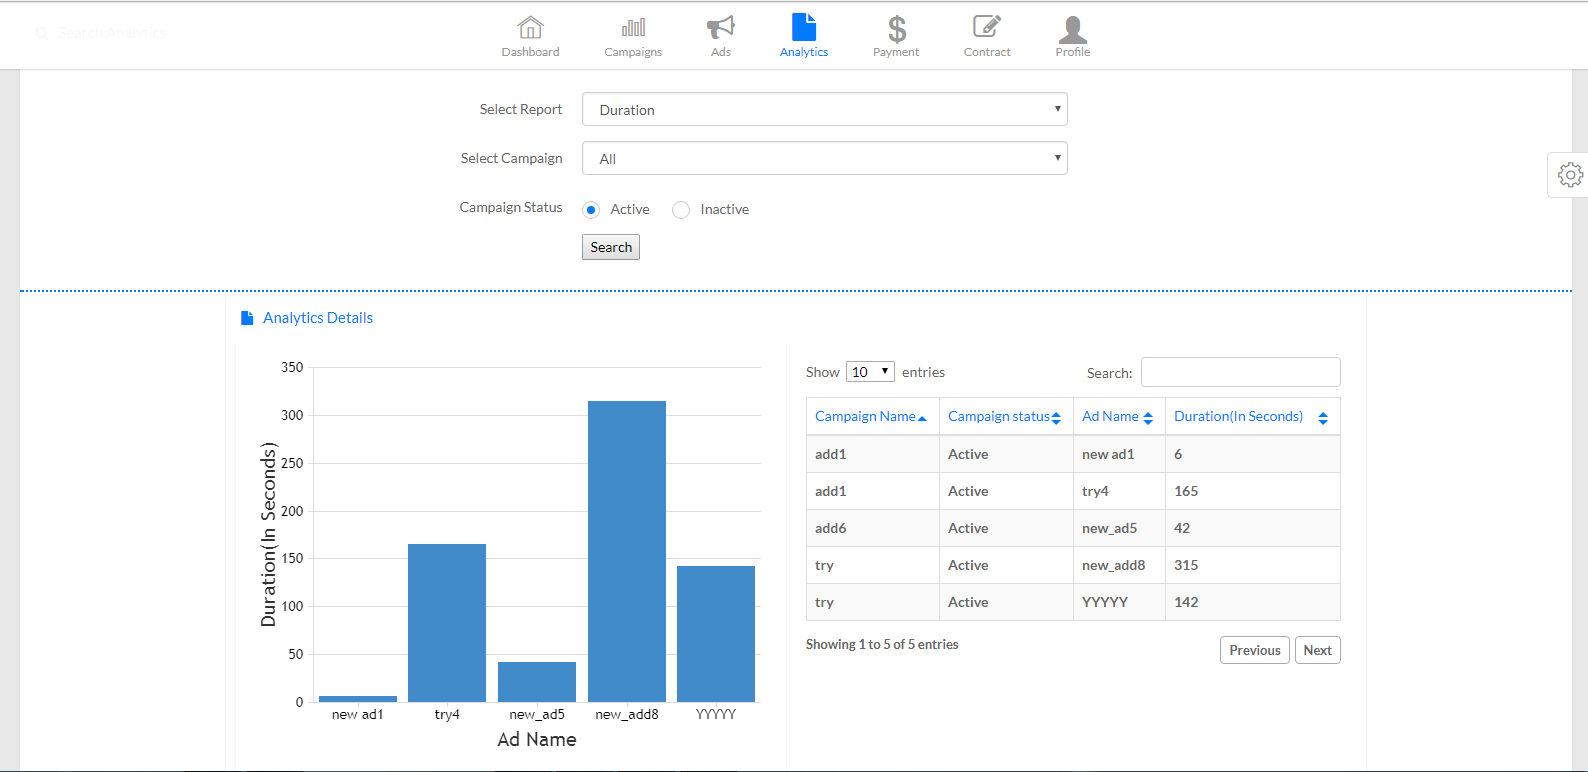 Search Analytics
Dashboard Campaigns Ads Analytics Payment Contract Profile
Select Report Duration
Select Campaign All
Campaign Status Active Inactive
Search
Analytics Details
Show 10 entries Search:
Campaign Name Campaign status Ad Name Duration(In Seconds)
add1 Active new ad1 6
add1 Active try4 165
add6 Active new_ad5 42
try Active new_add8 315
try Active YYYYY 142
Showing 1 to 5 of 5 entries Previous Next
350
300
250
200
150
100
50
0
Duration(In Seconds)
new ad1 try4 new_ad5 new_add8 YYYYY
Ad Name